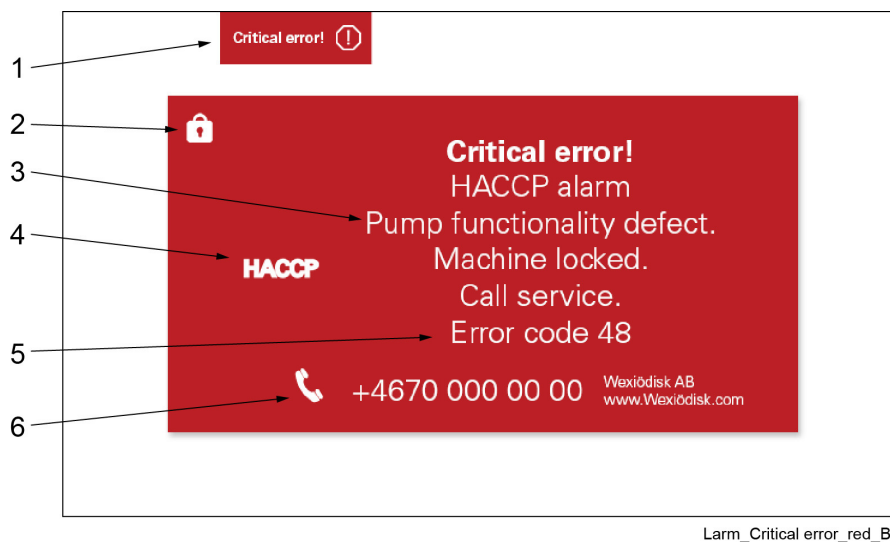 Critical error!
1
2
Critical error!
HACCP alarm
3
Pump functionality defect.
4
Machine locked.
HACCP
Call service.
5
Error code 48
6
+4670 000 00 00
Wexiödisk AB
www.Wexiödisk.com
Larm_Critical error_red_B